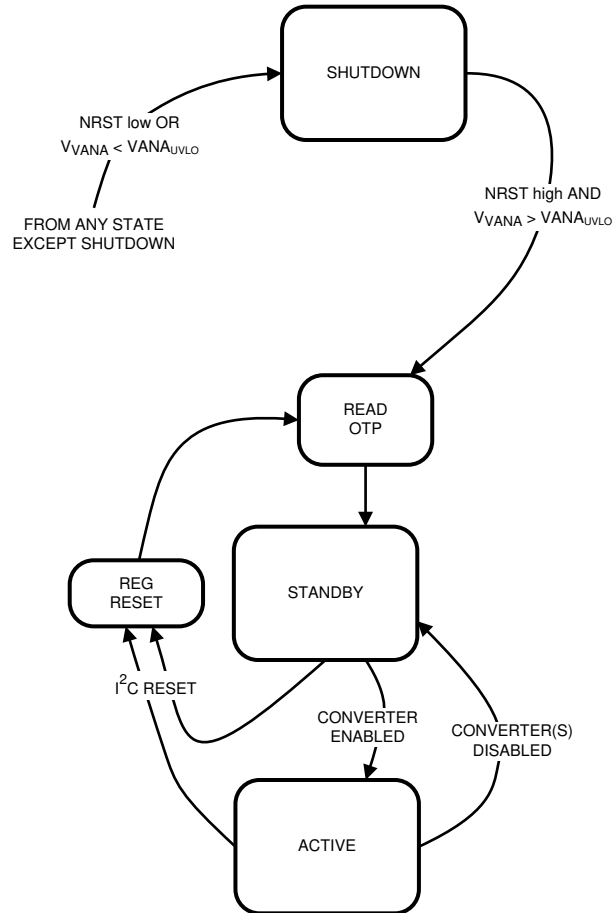 SHUTDOWN
NRST low OR
VVANA < VANAUVLO
FROM ANY STATE
EXCEPT SHUTDOWN
NRST high AND
VVANA > VANAUVLO
READ
OTP
REG
RESET
STANDBY
I2C RESET
CONVERTER
ENABLED
CONVERTER(S)
DISABLED
ACTIVE